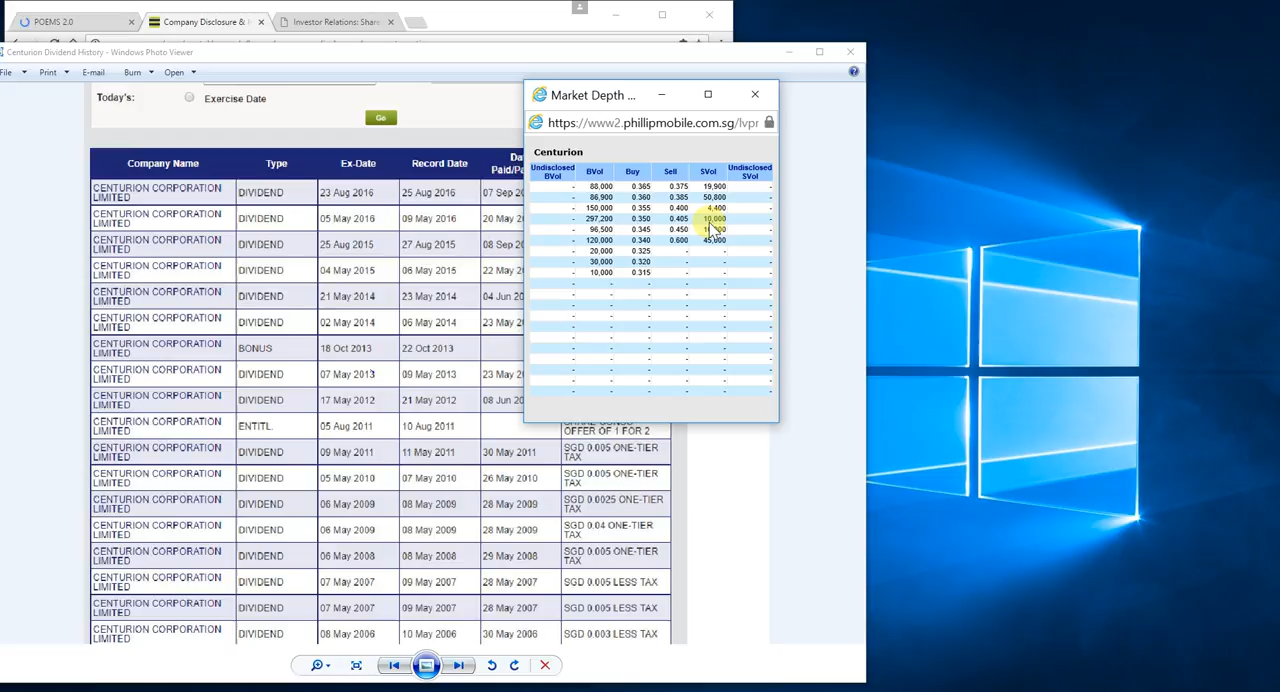 POEMS 2.0
Company Disclosure &
Investor Relations: Share
Centurion Dividend History - Windows Photo Viewer
File Print E-mail Burn Open
Today's: Exercise Date
Go
Company Name Type Ex-Date Record Date
Paid/Pa
CENTURION CORPORATION LIMITED DIVIDEND 23 Aug 2016 25 Aug 2016 07 Sep 20
CENTURION CORPORATION LIMITED DIVIDEND 05 May 2016 09 May 2016 20 May 20
CENTURION CORPORATION LIMITED DIVIDEND 25 Aug 2015 27 Aug 2015 08 Sep 20
CENTURION CORPORATION LIMITED DIVIDEND 04 May 2015 06 May 2015 22 May 20
CENTURION CORPORATION LIMITED DIVIDEND 21 May 2014 23 May 2014 04 Jun 20
CENTURION CORPORATION LIMITED DIVIDEND 02 May 2014 06 May 2014 23 May 20
CENTURION CORPORATION LIMITED BONUS 18 Oct 2013 22 Oct 2013
CENTURION CORPORATION LIMITED DIVIDEND 07 May 2013 09 May 2013 23 May 20
CENTURION CORPORATION LIMITED DIVIDEND 17 May 2012 21 May 2012 08 Jun 20
CENTURION CORPORATION LIMITED ENTITL. 05 Aug 2011 10 Aug 2011 OFFER OF 1 FOR 2
CENTURION CORPORATION LIMITED DIVIDEND 09 May 2011 11 May 2011 30 May 2011 SGD 0.005 ONE-TIER TAX
CENTURION CORPORATION LIMITED DIVIDEND 05 May 2010 07 May 2010 26 May 2010 SGD 0.005 ONE-TIER TAX
CENTURION CORPORATION LIMITED DIVIDEND 06 May 2009 08 May 2009 28 May 2009 SGD 0.0025 ONE-TIER TAX
CENTURION CORPORATION LIMITED DIVIDEND 06 May 2009 08 May 2009 28 May 2009 SGD 0.04 ONE-TIER TAX
CENTURION CORPORATION LIMITED DIVIDEND 06 May 2008 08 May 2008 29 May 2008 SGD 0.005 ONE-TIER TAX
CENTURION CORPORATION LIMITED DIVIDEND 07 May 2007 09 May 2007 28 May 2007 SGD 0.005 LESS TAX
CENTURION CORPORATION LIMITED DIVIDEND 07 May 2007 09 May 2007 28 May 2007 SGD 0.005 LESS TAX
CENTURION CORPORATION LIMITED DIVIDEND 08 May 2006 10 May 2006 30 May 2006 SGD 0.003 LESS TAX
Market Depth ...
https://www2.phillipmobile.com.sg/lvpr
Centurion
Undisclosed BVol BVol Buy Sell SVol Undisclosed SVol
- 88,000 0.365 0.375 19,900 -
- 86,900 0.360 0.385 50,800 -
- 150,000 0.355 0.400 4,400 -
- 297,200 0.350 0.405 10,000 -
- 96,500 0.345 0.450 -
- 120,000 0.340 0.600 45,000 -
- 20,000 0.325 - - -
- 30,000 0.320 - - -
- 10,000 0.315 - - -
- - - - - -
- - - - - -
- - - - - -
- - - - - -
- - - - - -
- - - - - -
- - - - - -
- - - - - -
- - - - - -
- - - - - -
- - - - - -